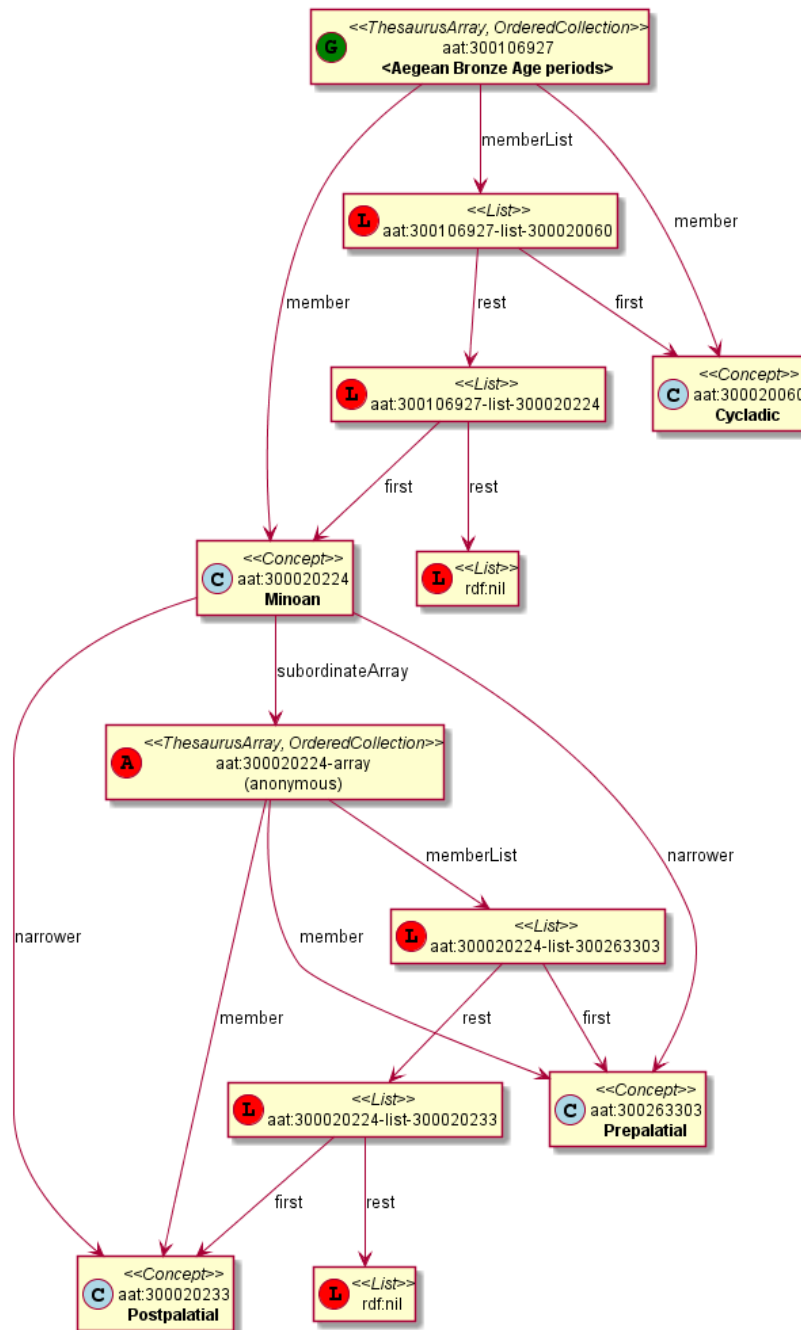 G
<<ThesaurusArray, OrderedCollection>>
aat:300106927
<Aegean Bronze Age periods>
memberList
member
member
L
<<List>>
aat:300106927-list-300020060
rest
first
L
<<List>>
aat:300106927-list-300020224
C
<<Concept>>
aat:300020060
Cycladic
first
rest
C
<<Concept>>
aat:300020224
Minoan
L
<<List>>
rdf:nil
subordinateArray
A
<<ThesaurusArray, OrderedCollection>>
aat:300020224-array
(anonymous)
memberList
narrower
narrower
member
member
L
<<List>>
aat:300020224-list-300263303
rest
first
L
<<List>>
aat:300020224-list-300020233
C
<<Concept>>
aat:300263303
Prepalatial
first
rest
C
<<Concept>>
aat:300020233
Postpalatial
L
<<List>>
rdf:nil